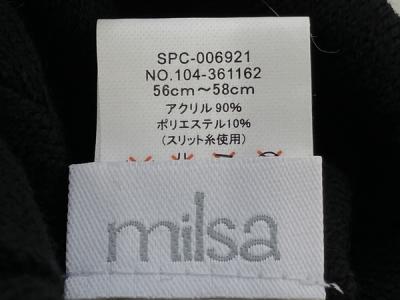 SPC-006921
NO.104-361162
56cm～58cm
アクリル90%
ポリエステル10%
(スリット糸使用)
milsa